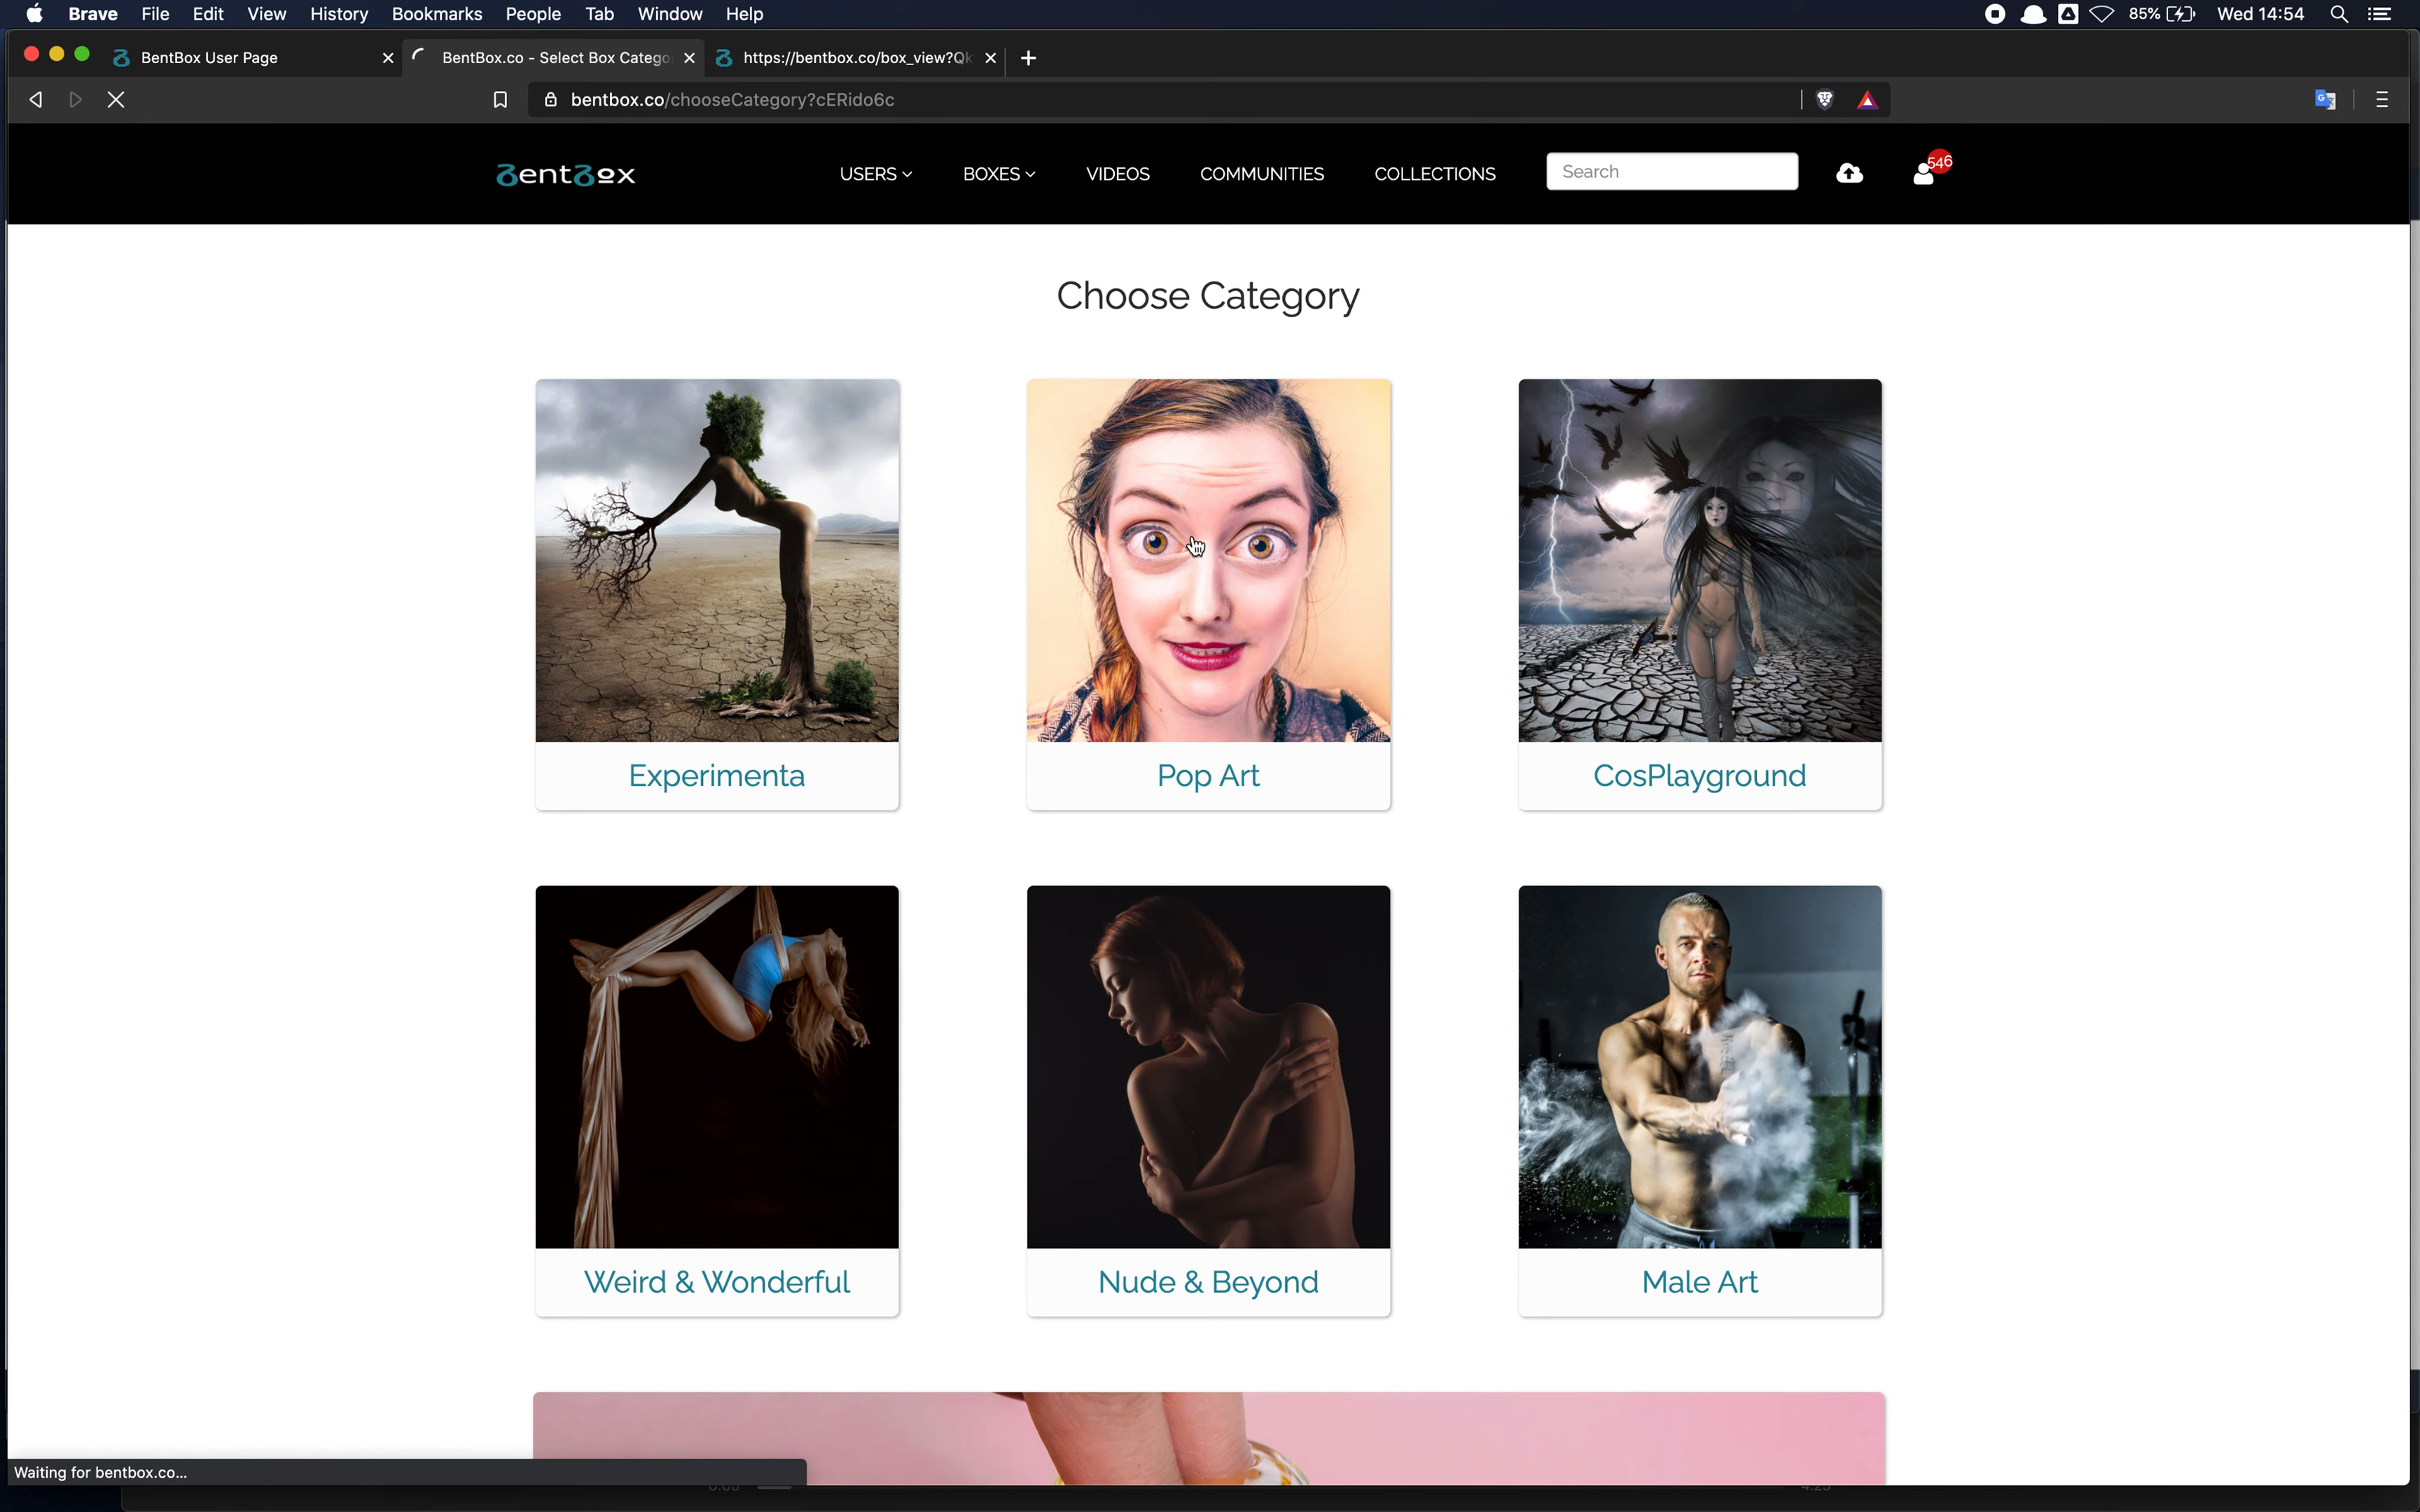 Brave File Edit View History Bookmarks People Tab Window Help 85% Wed 14:54
BentBox User Page BentBox.co - Select Box Catego https://bentbox.co/box_view?Qk
bentbox.co/chooseCategory?cERido6c
BentBox USERS BOXES VIDEOS COMMUNITIES COLLECTIONS Search 546
Choose Category
Experimenta Pop Art CosPlayground
Weird & Wonderful Nude & Beyond Male Art
Waiting for bentbox.co...